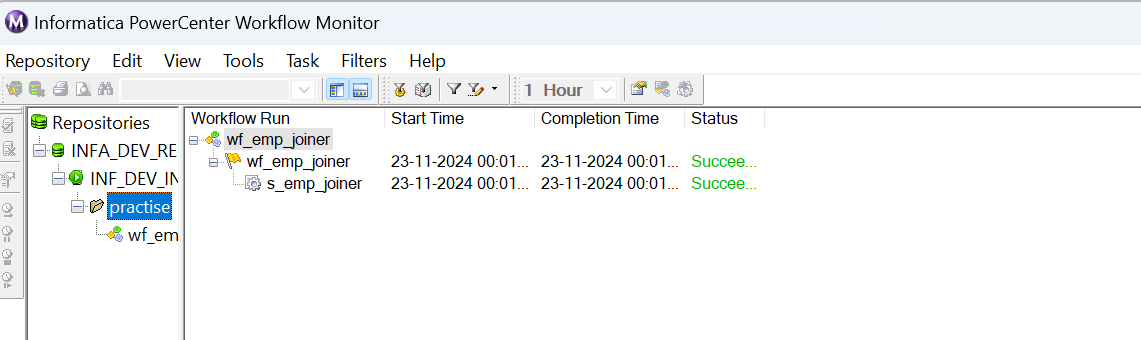 Informatica PowerCenter Workflow Monitor
Repository Edit View Tools Task Filters Help
1 Hour
Repositories
INFA_DEV_RE
INF_DEV_IN
practise
wf_em
Workflow Run Start Time Completion Time Status
wf_emp_joiner
wf_emp_joiner 23-11-2024 00:01... 23-11-2024 00:01... Succee...
s_emp_joiner 23-11-2024 00:01... 23-11-2024 00:01... Succee...